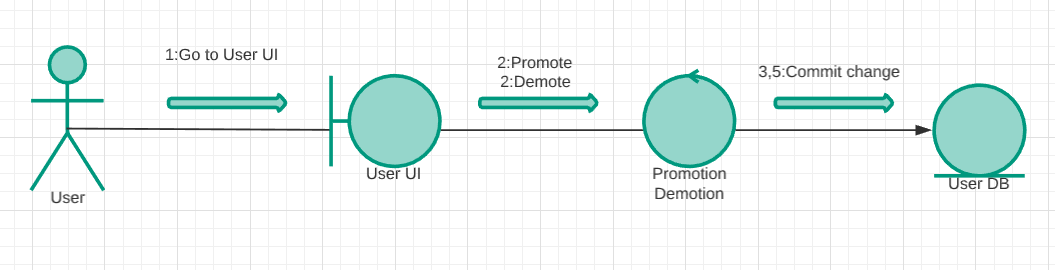 1:Go to User UI
2:Promote
2:Demote
3,5:Commit change
User
User UI
Promotion
Demotion
User DB